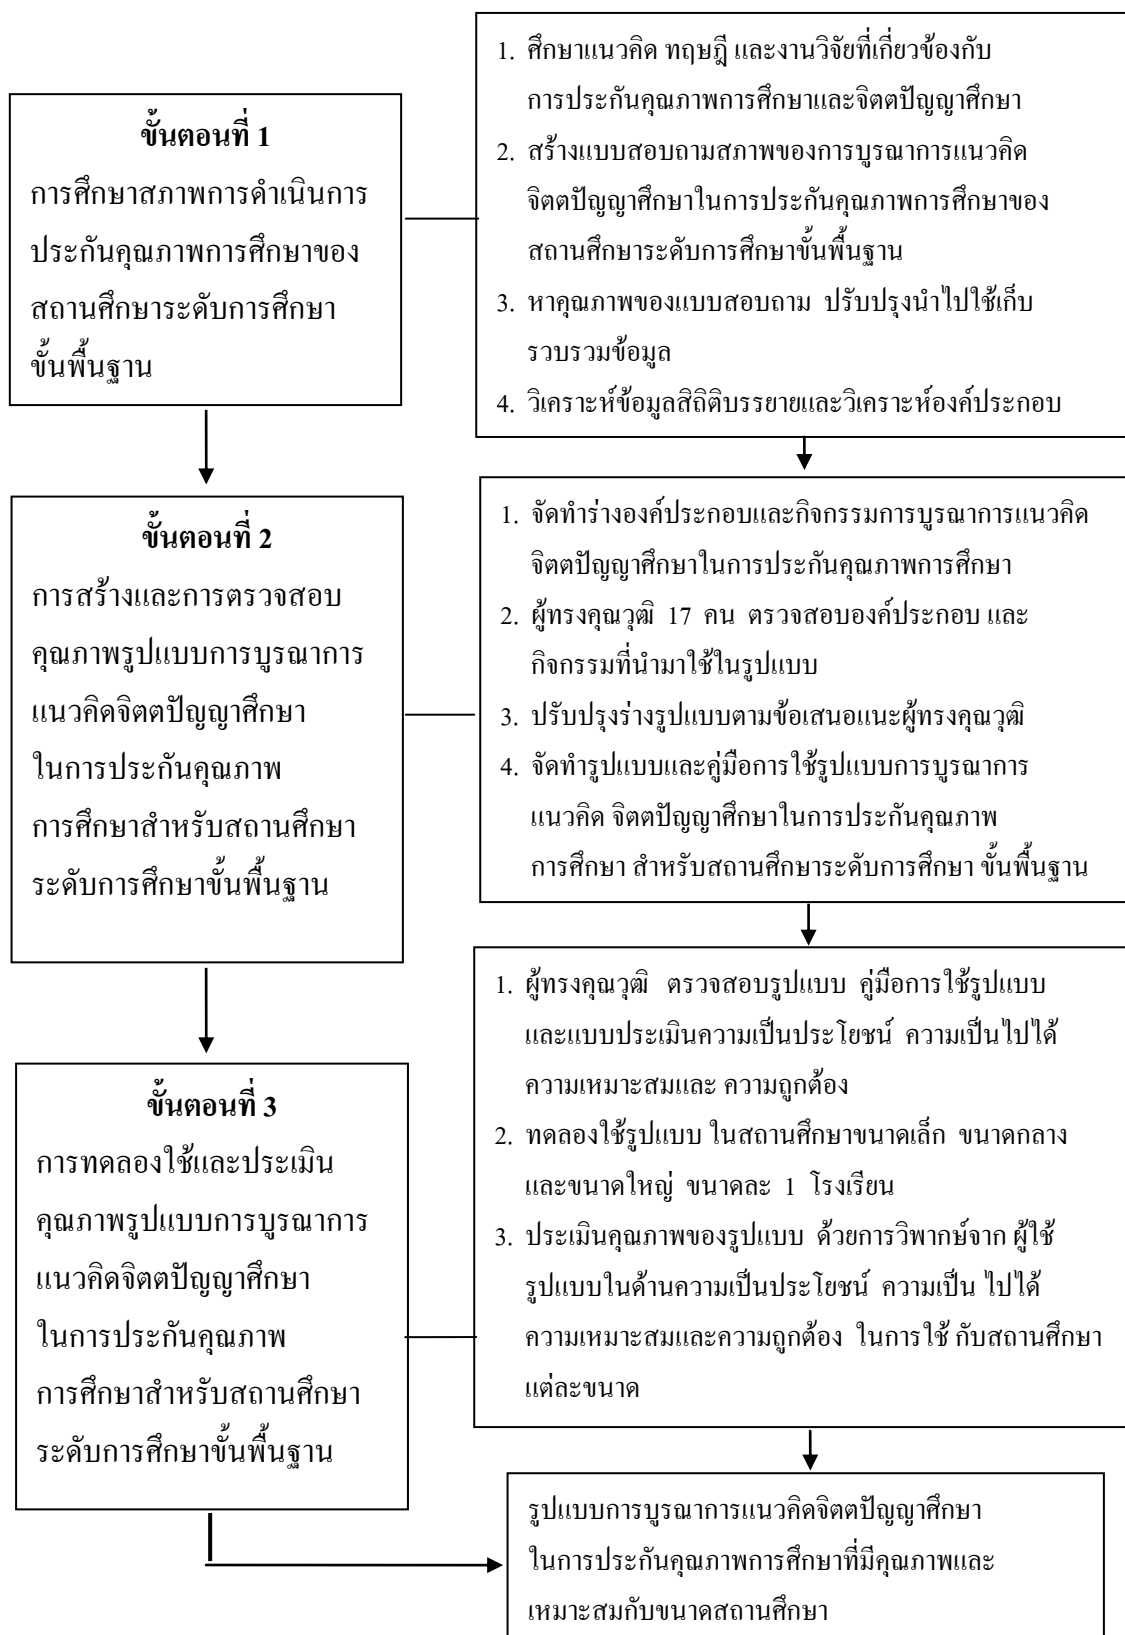 ขั้นตอนที่ 1
การศึกษาสภาพการดำเนินการ
ประกันคุณภาพการศึกษาของ
สถานศึกษาระดับการศึกษา
ขั้นพื้นฐาน
1. ศึกษาแนวคิด ทฤษฎี และงานวิจัยที่เกี่ยวข้องกับ
การประกันคุณภาพการศึกษาและจิตตปัญญาศึกษา
2. สร้างแบบสอบถามสภาพของการบูรณาการแนวคิด
จิตตปัญญาศึกษาในการประกันคุณภาพการศึกษาของ
สถานศึกษาระดับการศึกษาขั้นพื้นฐาน
3. หาคุณภาพของแบบสอบถาม ปรับปรุงนำไปใช้เก็บ
รวบรวมข้อมูล
4. วิเคราะห์ข้อมูลสิถิติบรรยายและวิเคราะห์องค์ประกอบ
ขั้นตอนที่ 2
การสร้างและการตรวจสอบ
คุณภาพรูปแบบการบูรณาการ
แนวคิดจิตตปัญญาศึกษา
ในการประกันคุณภาพ
การศึกษาสำหรับสถานศึกษา
ระดับการศึกษาขั้นพื้นฐาน
1. จัดทำร่างองค์ประกอบและกิจกรรมการบูรณาการแนวคิด
จิตตปัญญาศึกษาในการประกันคุณภาพการศึกษา
2. ผู้ทรงคุณวุฒิ 17 คน ตรวจสอบองค์ประกอบ และ
กิจกรรมที่นำมาใช้ในรูปแบบ
3. ปรับปรุงร่างรูปแบบตามข้อเสนอแนะผู้ทรงคุณวุฒิ
4. จัดทำรูปแบบและคู่มือการใช้รูปแบบการบูรณาการ
แนวคิด จิตตปัญญาศึกษาในการประกันคุณภาพ
การศึกษา สำหรับสถานศึกษาระดับการศึกษา ขั้นพื้นฐาน
ขั้นตอนที่ 3
การทดลองใช้และประเมิน
คุณภาพรูปแบบการบูรณาการ
แนวคิดจิตตปัญญาศึกษา
ในการประกันคุณภาพ
การศึกษาสำหรับสถานศึกษา
ระดับการศึกษาขั้นพื้นฐาน
1. ผู้ทรงคุณวุฒิ ตรวจสอบรูปแบบ คู่มือการใช้รูปแบบ
และแบบประเมินความเป็นประโยชน์ ความเป็นไปได้
ความเหมาะสมและ ความถูกต้อง
2. ทดลองใช้รูปแบบ ในสถานศึกษาขนาดเล็ก ขนาดกลาง
และขนาดใหญ่ ขนาดละ 1 โรงเรียน
3. ประเมินคุณภาพของรูปแบบ ด้วยการวิพากษ์จาก ผู้ใช้
รูปแบบในด้านความเป็นประโยชน์ ความเป็น ไปได้
ความเหมาะสมและความถูกต้อง ในการใช้ กับสถานศึกษา
แต่ละขนาด
รูปแบบการบูรณาการแนวคิดจิตตปัญญาศึกษา
ในการประกันคุณภาพการศึกษาที่มีคุณภาพและ
เหมาะสมกับขนาดสถานศึกษา